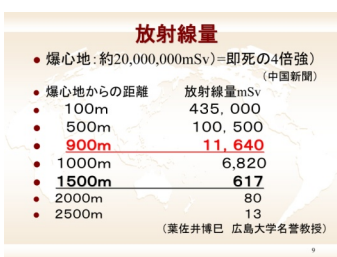 放射線量
• 爆心地:約20,000,000mSv)=即死の4倍強)
(中国新聞)
• 爆心地からの距離 放射線量mSv
• 100m 435,000
• 500m 100,500
• 900m 11,640
• 1000m 6,820
• 1500m 617
• 2000m 80
• 2500m 13
(葉佐井博巳 広島大学名誉教授)
9